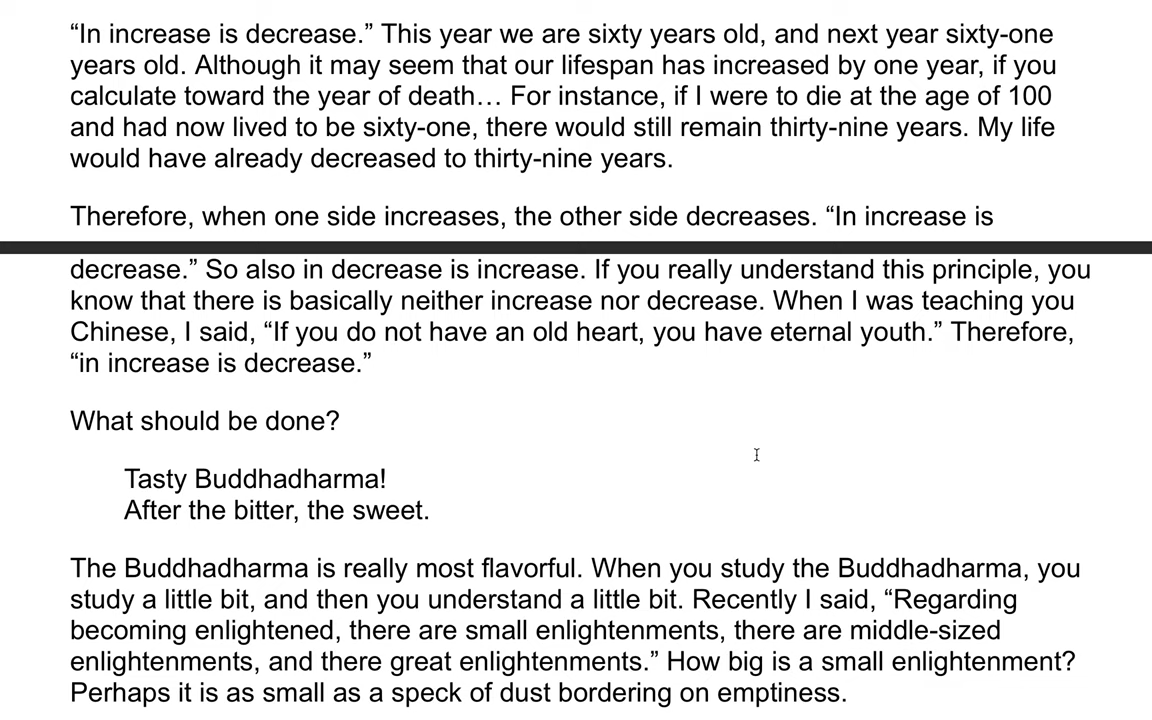 “In increase is decrease.” This year we are sixty years old, and next year sixty-one
years old. Although it may seem that our lifespan has increased by one year, if you
calculate toward the year of death… For instance, if I were to die at the age of 100
and had now lived to be sixty-one, there would still remain thirty-nine years. My life
would have already decreased to thirty-nine years.
Therefore, when one side increases, the other side decreases. “In increase is
decrease.” So also in decrease is increase. If you really understand this principle, you
know that there is basically neither increase nor decrease. When I was teaching you
Chinese, I said, “If you do not have an old heart, you have eternal youth.” Therefore,
“in increase is decrease.”
What should be done?
Tasty Buddhadharma!
After the bitter, the sweet.
The Buddhadharma is really most flavorful. When you study the Buddhadharma, you
study a little bit, and then you understand a little bit. Recently I said, “Regarding
becoming enlightened, there are small enlightenments, there are middle-sized
enlightenments, and there great enlightenments.” How big is a small enlightenment?
Perhaps it is as small as a speck of dust bordering on emptiness.